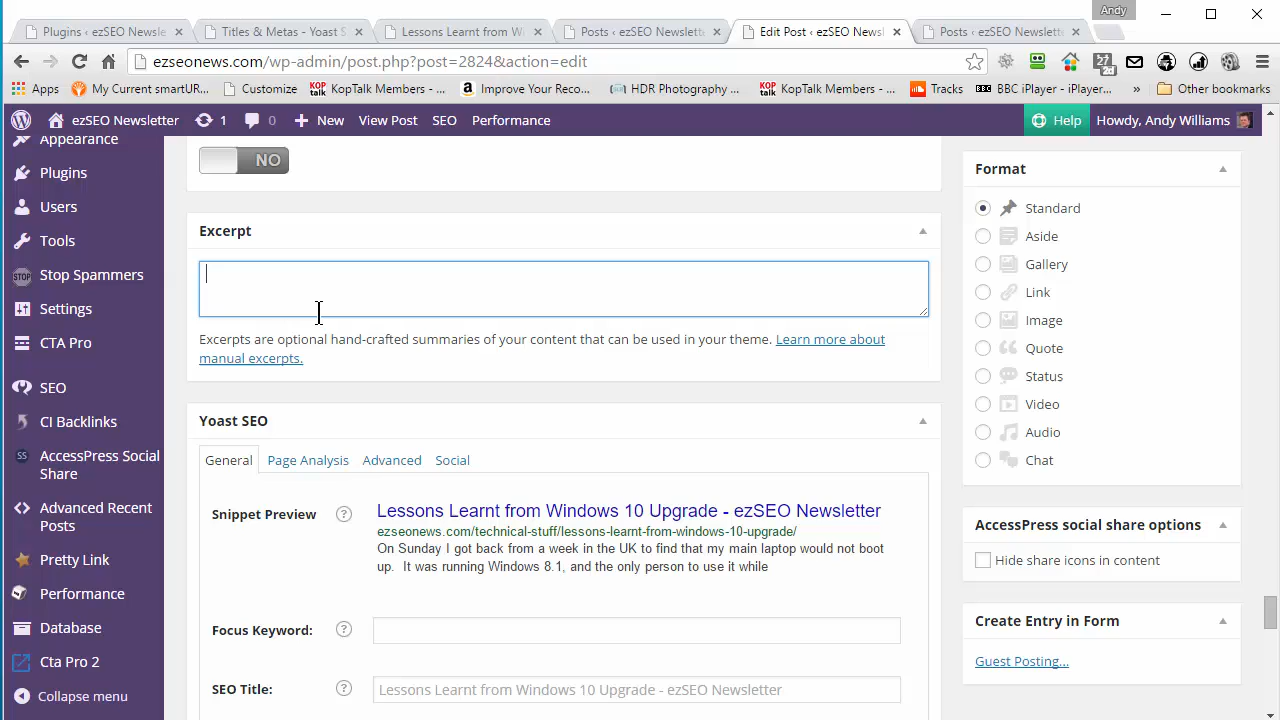 Andy
Plugins ‹ ezSEO Newsle
Titles & Metas - Yoast S
Lessons Learnt from W
Posts ‹ ezSEO Newslett
Edit Post ‹ ezSEO Newsl
Posts ‹ ezSEO Newslett
ezseonews.com/wp-admin/post.php?post=2824&action=edit
27
2d
Apps
My Current smartUR...
Customize
KOP talk
KopTalk Members - ...
Improve Your Reco...
HDR Photography ...
KOP talk
KopTalk Members - ...
Tracks
BBC
BBC iPlayer - iPlayer...
»
Other bookmarks
ezSEO Newsletter
1
0
New
View Post
SEO
Performance
Help
Howdy, Andy Williams
Appearance
Plugins
Users
Tools
STOP
Stop Spammers
Settings
CTA Pro
SEO
CI Backlinks
SS
AccessPress Social
Share
Advanced Recent
Posts
Pretty Link
Performance
Database
Cta Pro 2
Collapse menu
NO
Excerpt
Excerpts are optional hand-crafted summaries of your content that can be used in your theme. Learn more about
manual excerpts.
Yoast SEO
General
Page Analysis
Advanced
Social
Snippet Preview
?
Lessons Learnt from Windows 10 Upgrade - ezSEO Newsletter
ezseonews.com/technical-stuff/lessons-learnt-from-windows-10-upgrade/
On Sunday I got back from a week in the UK to find that my main laptop would not boot
up. It was running Windows 8.1, and the only person to use it while
Focus Keyword:
?
SEO Title:
?
Lessons Learnt from Windows 10 Upgrade - ezSEO Newsletter
Format
Standard
Aside
Gallery
Link
Image
Quote
Status
Video
Audio
Chat
AccessPress social share options
Hide share icons in content
Create Entry in Form
Guest Posting...